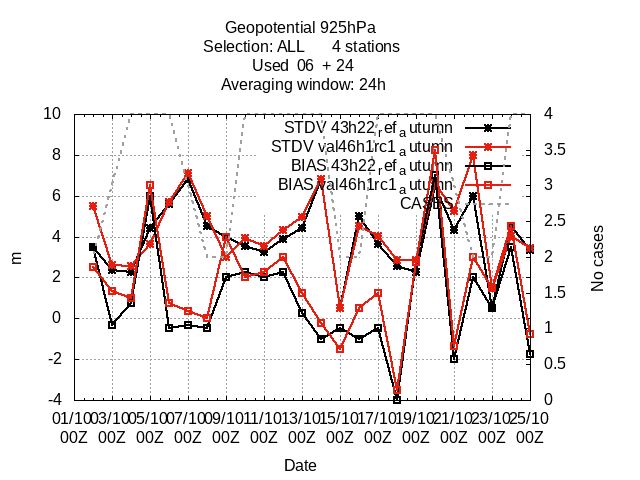 Geopotential 925hPa
Selection: ALL      4 stations
Used  06  + 24
Averaging window: 24h
10
8
6
4
2
0
-2
-4
m
STDV 43h22_ref_autumn
STDV val46h1rc1_autumn
BIAS 43h22_ref_autumn
BIAS val46h1rc1_autumn
CASES
4
3.5
3
2.5
2
1.5
1
0.5
0
No cases
01/10 03/10 05/10 07/10 09/10 11/10 13/10 15/10 17/10 19/10 21/10 23/10 25/10
00Z 00Z 00Z 00Z 00Z 00Z 00Z 00Z 00Z 00Z 00Z 00Z 00Z
Date